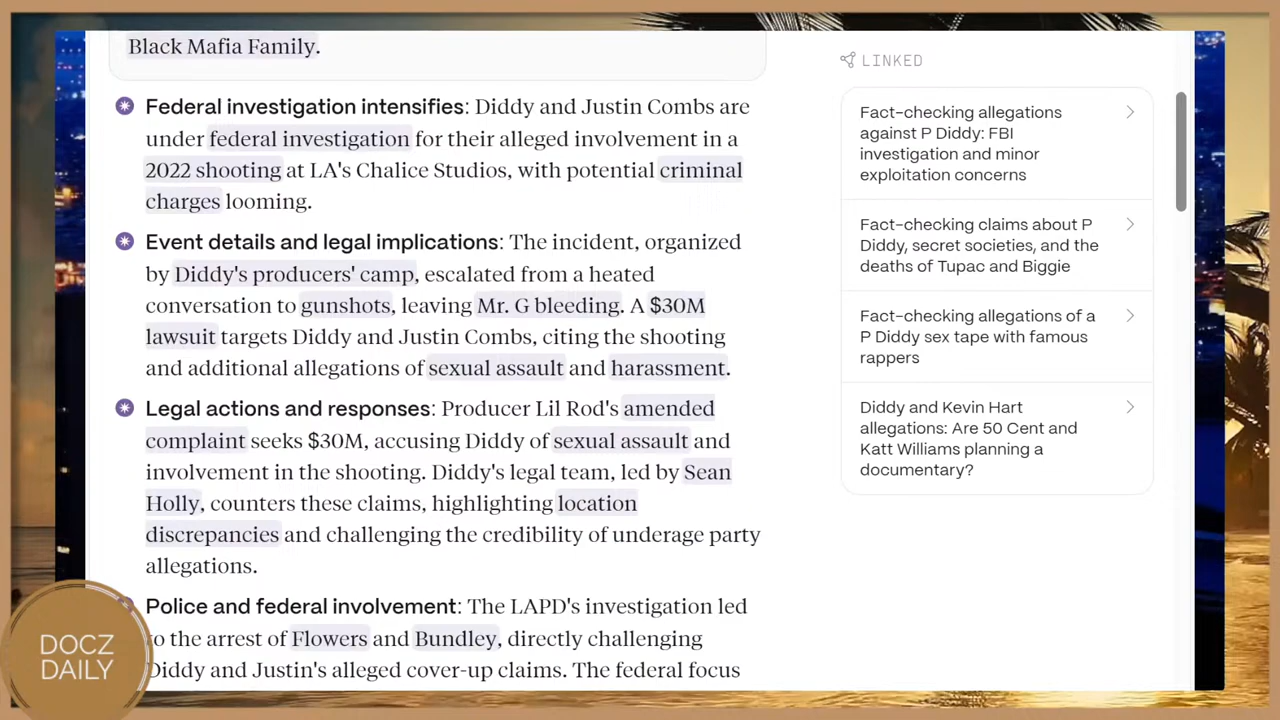 Black Mafia Family.
Federal investigation intensifies: Diddy and Justin Combs are
under federal investigation for their alleged involvement in a
2022 shooting at LA's Chalice Studios, with potential criminal
charges looming.
Event details and legal implications: The incident, organized
by Diddy's producers' camp, escalated from a heated
conversation to gunshots, leaving Mr. G bleeding. A $30M
lawsuit targets Diddy and Justin Combs, citing the shooting
and additional allegations of sexual assault and harassment.
Legal actions and responses: Producer Lil Rod's amended
complaint seeks $30M, accusing Diddy of sexual assault and
involvement in the shooting. Diddy's legal team, led by Sean
Holly, counters these claims, highlighting location
discrepancies and challenging the credibility of underage party
allegations.
Police and federal involvement: The LAPD's investigation led
to the arrest of Flowers and Bundley, directly challenging
Diddy and Justin's alleged cover-up claims. The federal focus
LINKED
Fact-checking allegations
against P Diddy: FBI
investigation and minor
exploitation concerns
Fact-checking claims about P
Diddy, secret societies, and the
deaths of Tupac and Biggie
Fact-checking allegations of a
P Diddy sex tape with famous
rappers
Diddy and Kevin Hart
allegations: Are 50 Cent and
Katt Williams planning a
documentary?
DOCZ
DAILY